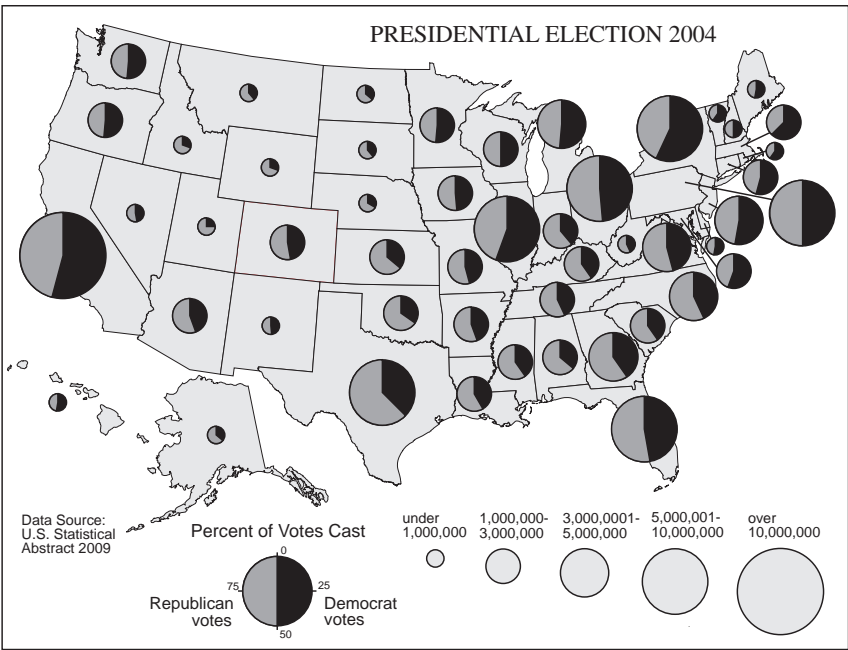 PRESIDENTIAL ELECTION 2004
Data Source:
U.S. Statistical
Abstract 2009
Percent of Votes Cast
0
75
25
Republican
votes
Democrat
votes
50
under
1,000,000
1,000,000-
3,000,000
3,000,0001-
5,000,000
5,000,001-
10,000,000
over
10,000,000